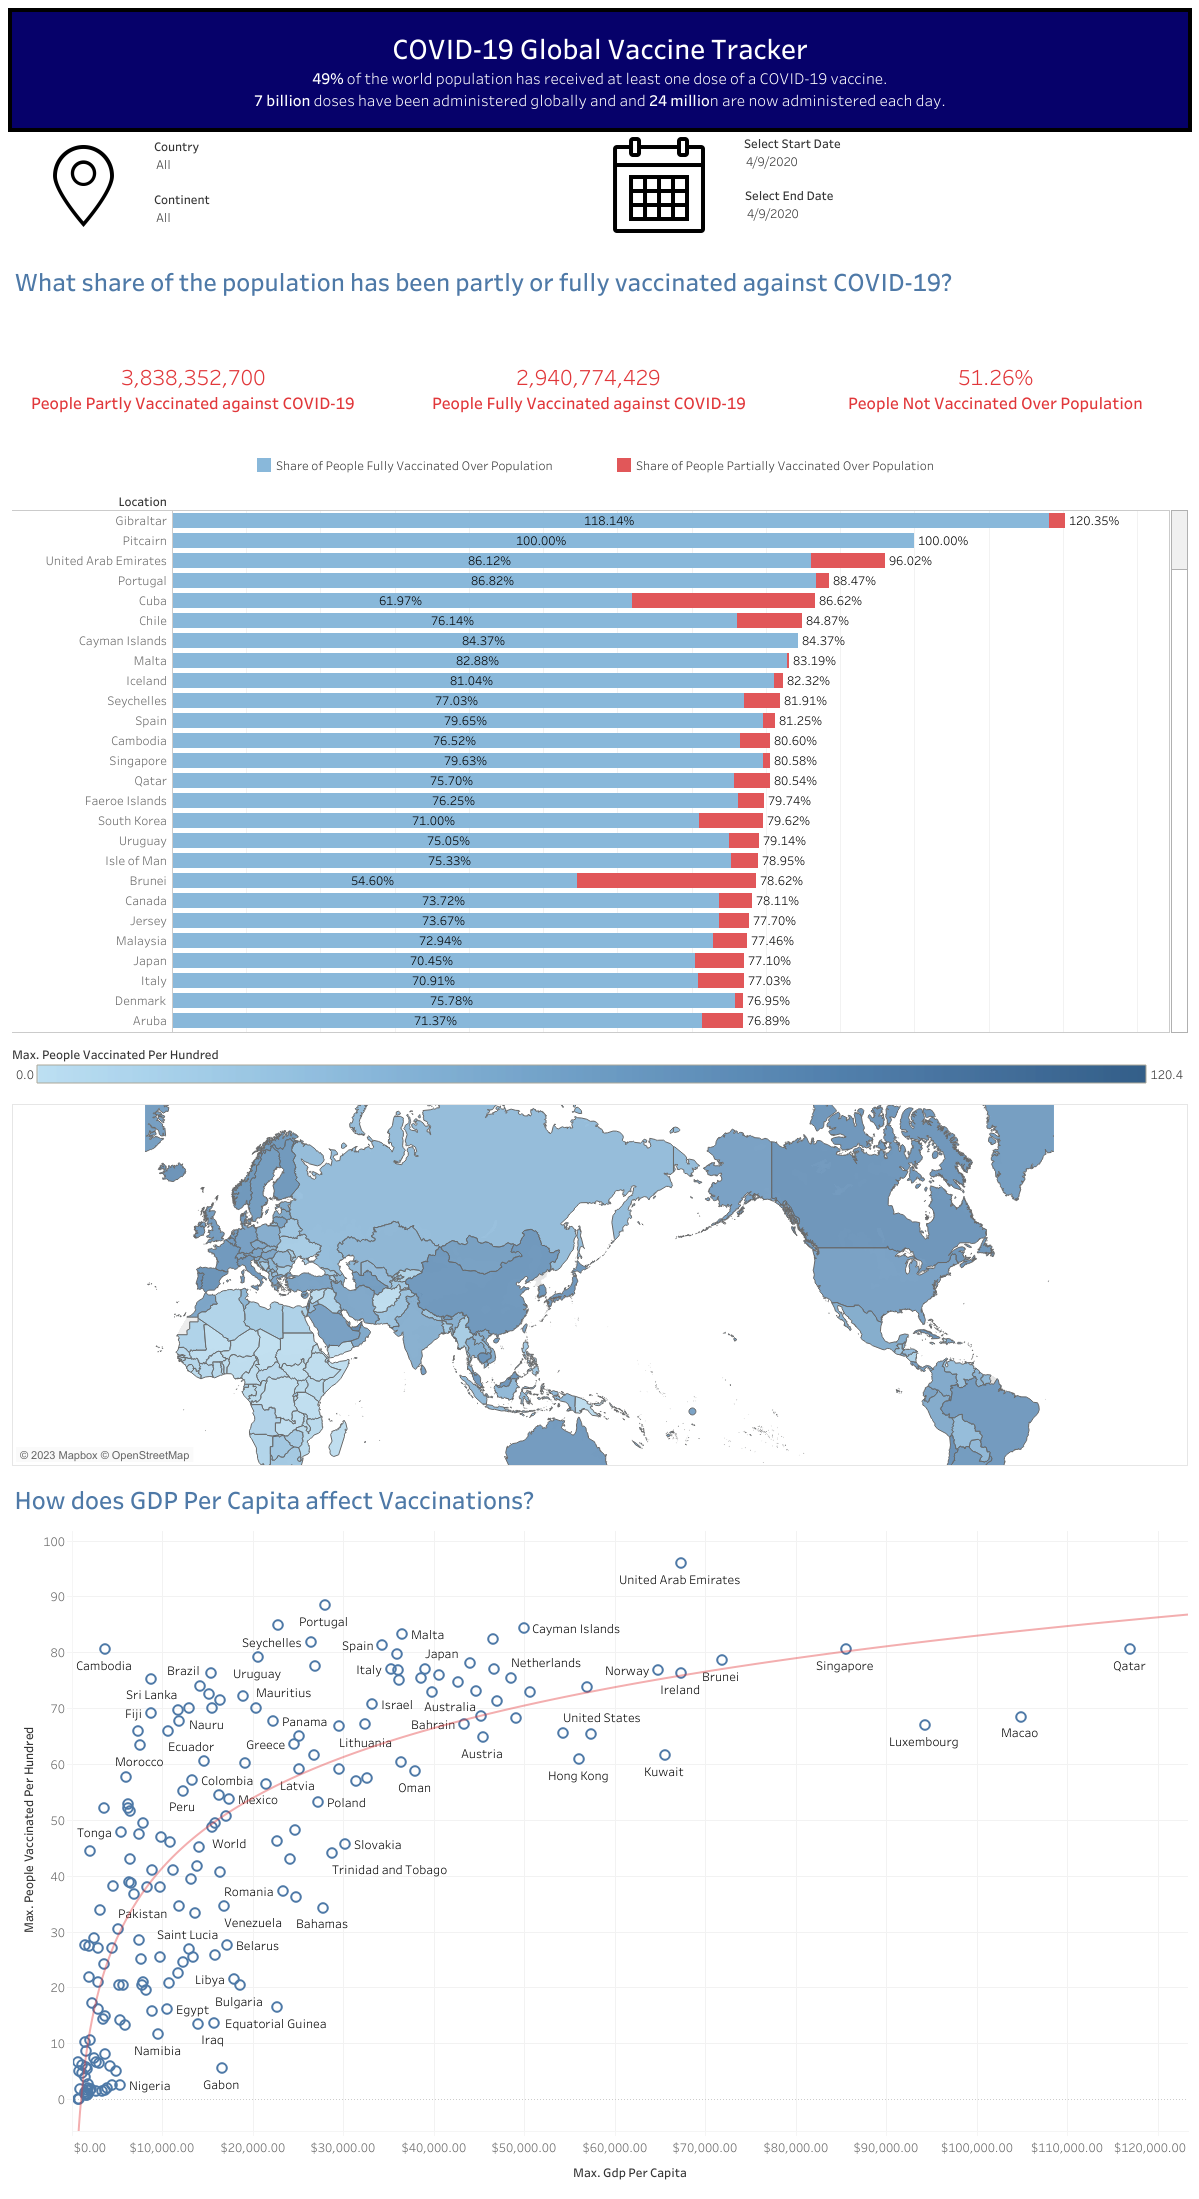 COVID-19 Global Vaccine Tracker
49% of the world population has received at least one dose of a COVID-19 vaccine.
7 billion doses have been administered globally and and 24 million are now administered each day.
Country
All
Continent
All
Select Start Date
4/9/2020
Select End Date
4/9/2020
What share of the population has been partly or fully vaccinated against COVID-19?
3,838,352,700
People Partly Vaccinated against COVID-19
2,940,774,429
People Fully Vaccinated against COVID-19
51.26%
People Not Vaccinated Over Population
Share of People Fully Vaccinated Over Population
Share of People Partially Vaccinated Over Population
Location
Gibraltar 118.14% 120.35%
Pitcairn 100.00% 100.00%
United Arab Emirates 86.12% 96.02%
Portugal 86.82% 88.47%
Cuba 61.97% 86.62%
Chile 76.14% 84.87%
Cayman Islands 84.37% 84.37%
Malta 82.88% 83.19%
Iceland 81.04% 82.32%
Seychelles 77.03% 81.91%
Spain 79.65% 81.25%
Cambodia 76.52% 80.60%
Singapore 79.63% 80.58%
Qatar 75.70% 80.54%
Faeroe Islands 76.25% 79.74%
South Korea 71.00% 79.62%
Uruguay 75.05% 79.14%
Isle of Man 75.33% 78.95%
Brunei 54.60% 78.62%
Canada 73.72% 78.11%
Jersey 73.67% 77.70%
Malaysia 72.94% 77.46%
Japan 70.45% 77.10%
Italy 70.91% 77.03%
Denmark 75.78% 76.95%
Aruba 71.37% 76.89%
Max. People Vaccinated Per Hundred
0.0 120.4
© 2023 Mapbox © OpenStreetMap
How does GDP Per Capita affect Vaccinations?
Max. People Vaccinated Per Hundred
100
90
80
70
60
50
40
30
20
10
0
United Arab Emirates
Portugal
Seychelles
Malta
Cayman Islands
Spain
Japan
Cambodia
Brazil
Uruguay
Italy
Netherlands
Norway
Ireland
Brunei
Singapore
Qatar
Sri Lanka
Mauritius
Israel
Australia
Fiji
Nauru
Panama
Bahrain
United States
Macao
Luxembourg
Ecuador
Greece
Lithuania
Austria
Morocco
Hong Kong
Kuwait
Colombia
Latvia
Oman
Peru
Mexico
Poland
Tonga
World
Slovakia
Trinidad and Tobago
Romania
Pakistan
Venezuela
Bahamas
Saint Lucia
Belarus
Libya
Bulgaria
Egypt
Equatorial Guinea
Iraq
Namibia
Nigeria
Gabon
$0.00 $10,000.00 $20,000.00 $30,000.00 $40,000.00 $50,000.00 $60,000.00 $70,000.00 $80,000.00 $90,000.00 $100,000.00 $110,000.00 $120,000.00
Max. Gdp Per Capita